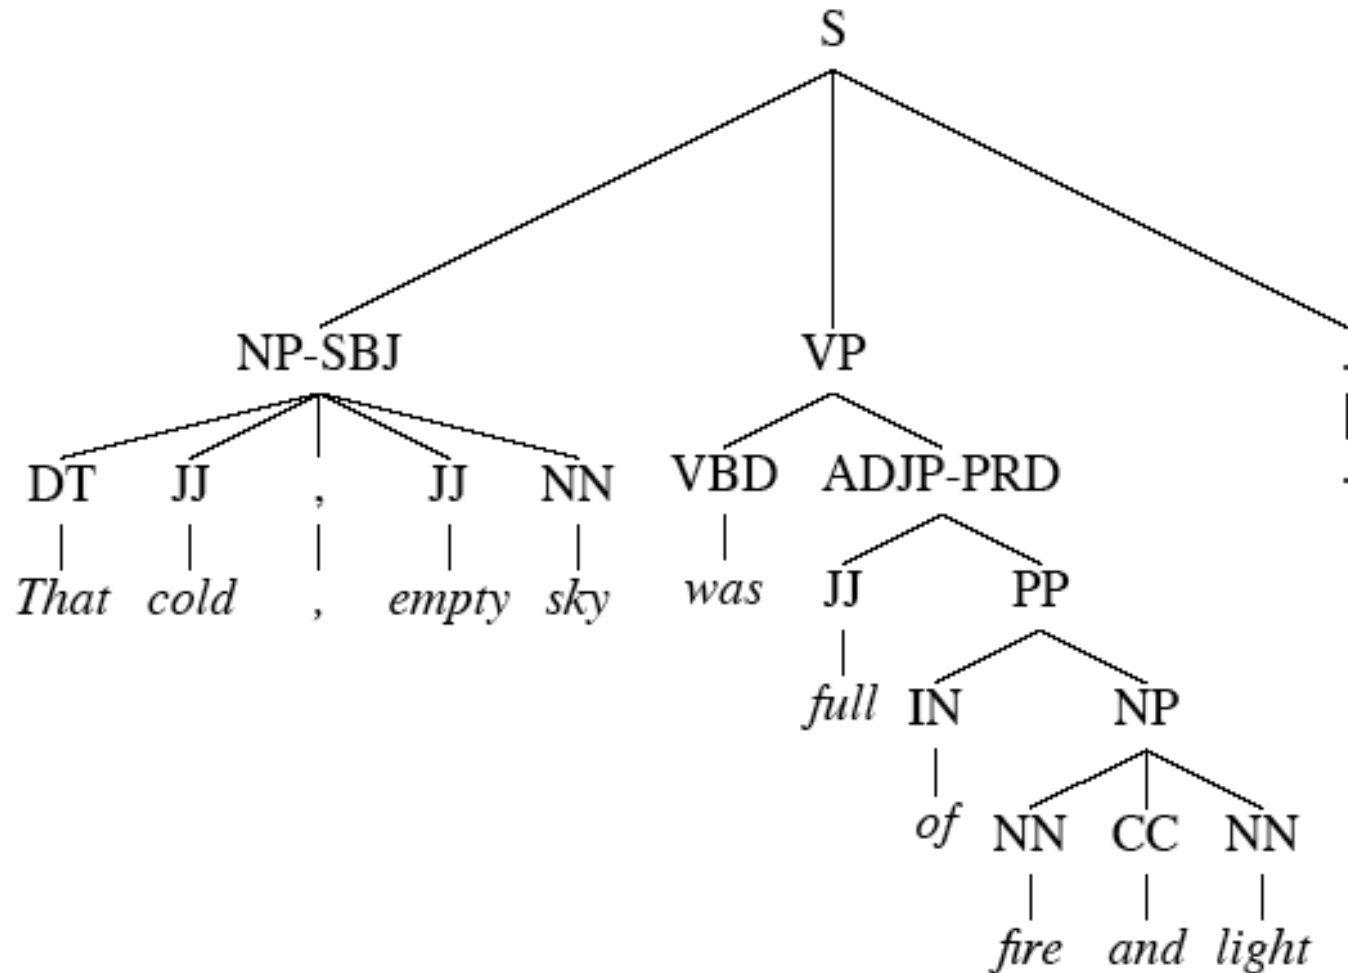 S
NP-SBJ VP .
DT JJ , JJ NN VBD ADJP-PRD .
That cold , empty sky was JJ PP
full IN NP
of NN CC NN
fire and light